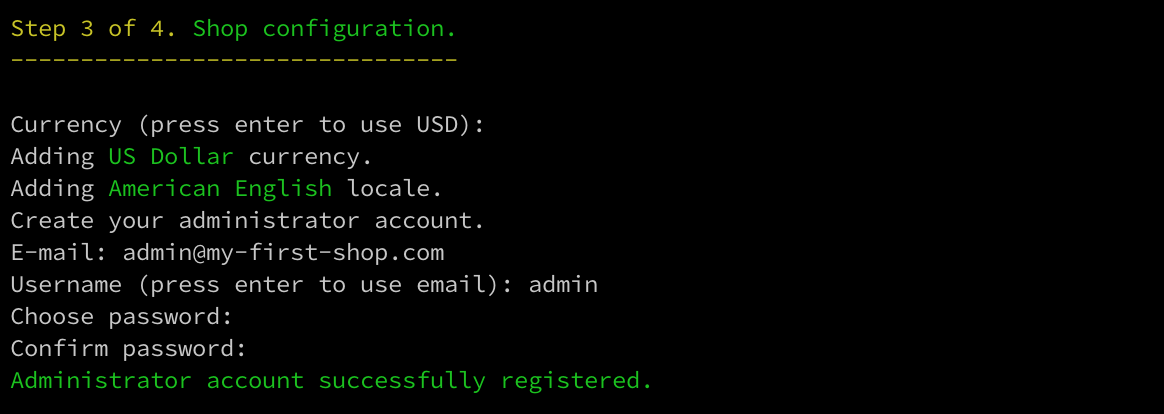 Step 3 of 4. Shop configuration.
--------------------------------
Currency (press enter to use USD):
Adding US Dollar currency.
Adding American English locale.
Create your administrator account.
E-mail: admin@my-first-shop.com
Username (press enter to use email): admin
Choose password:
Confirm password:
Administrator account successfully registered.